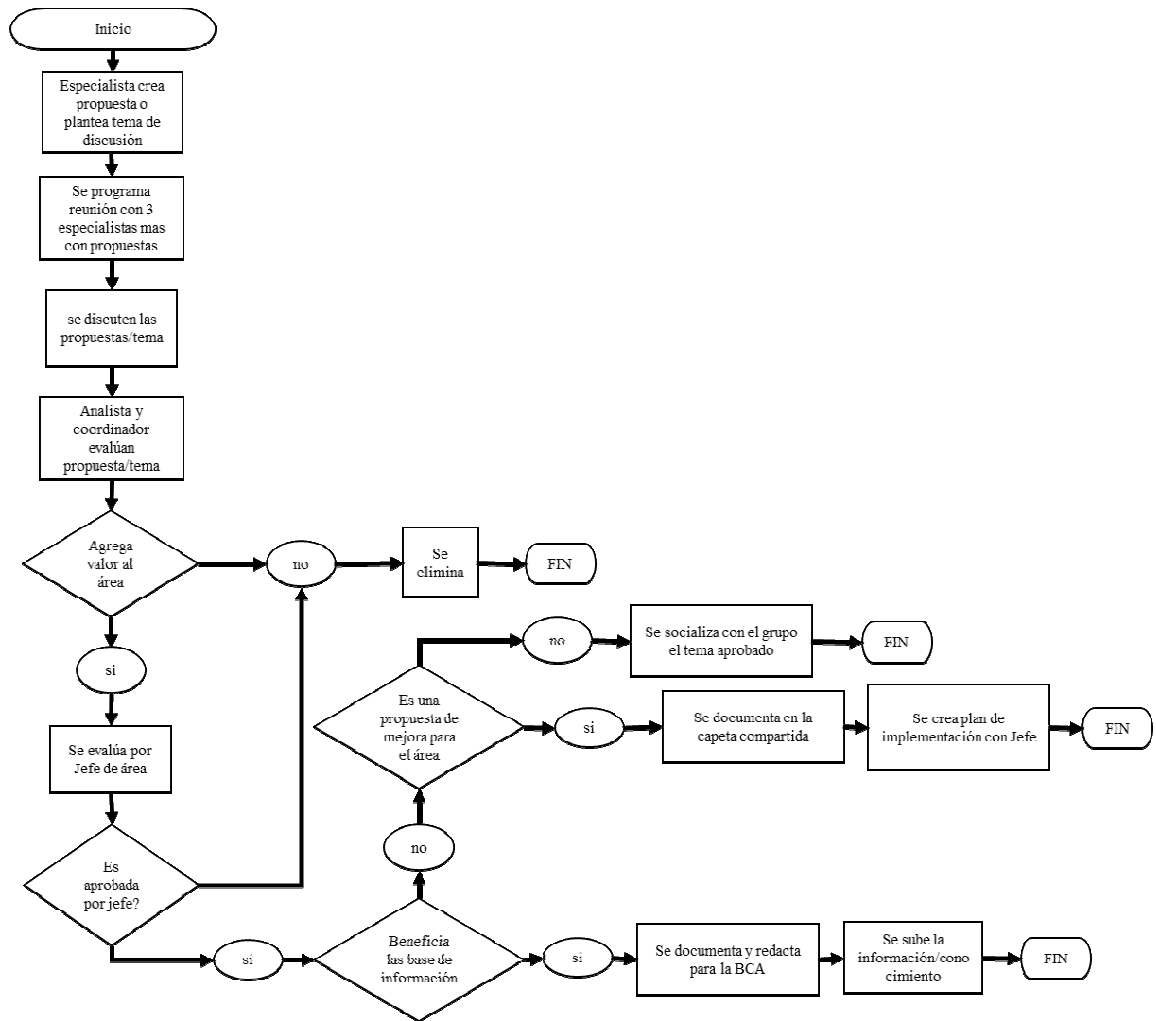 Inicio
Especialista crea
propuesta o
plantea tema de
discusión
Se programa
reunión con 3
especialistas mas
con propuestas
se discuten las
propuestas/tema
Analista y
coordinador
evalúan
propuesta/tema
Agrega
valor al
área
no
Se
elimina
FIN
si
Se evalúa por
Jefe de área
Es
aprobada
por jefe?
si
Beneficia
las base de
información
no
Es una
propuesta de
mejora para
el área
no
Se socializa con el grupo
el tema aprobado
FIN
si
Se documenta en la
capeta compartida
Se crea plan de
implementación con Jefe
FIN
si
Se documenta y redacta
para la BCA
Se sube la
información/cono
cimiento
FIN